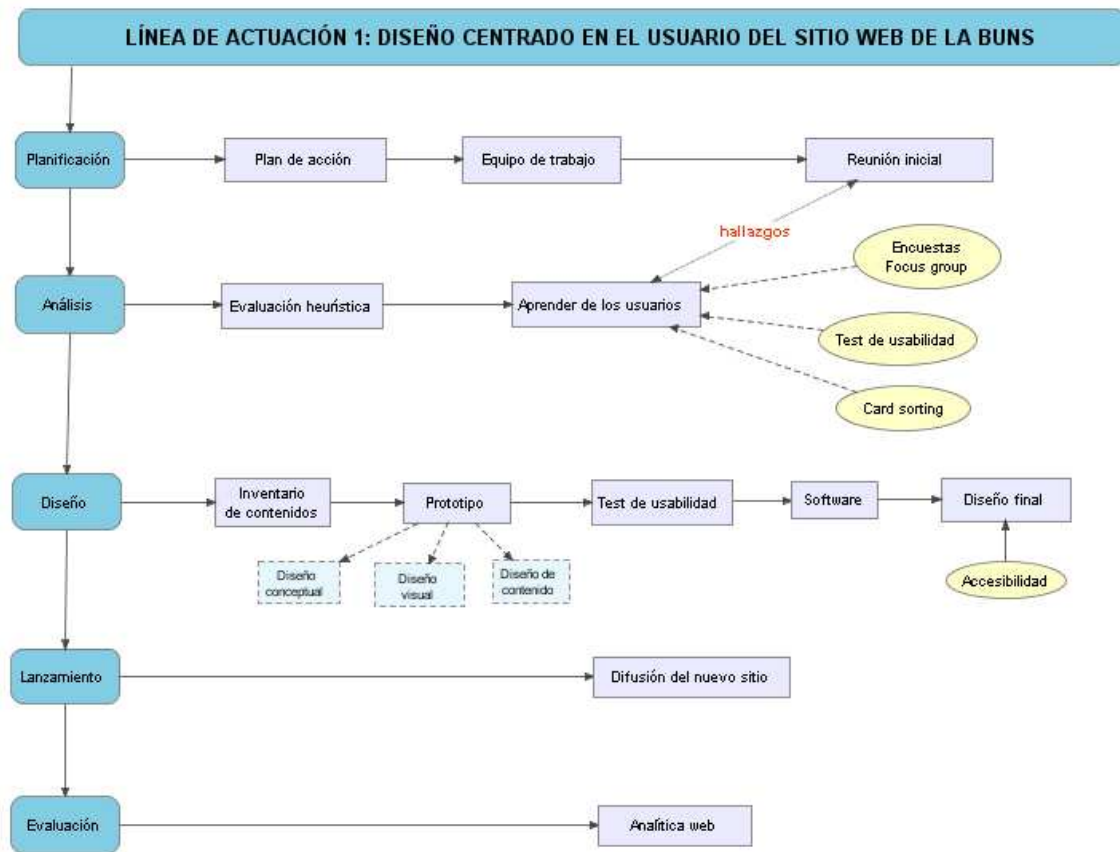 LÍNEA DE ACTUACIÓN 1: DISEÑO CENTRADO EN EL USUARIO DEL SITIO WEB DE LA BUNS
Planificación
Plan de acción
Equipo de trabajo
Reunión inicial
hallazgos
Encuestas
Focus group
Análisis
Evaluación heurística
Aprender de los usuarios
Test de usabilidad
Card sorting
Diseño
Inventario
de contenidos
Prototipo
Test de usabilidad
Software
Diseño final
Diseño
conceptual
Diseño
visual
Diseño de
contenido
Accesibilidad
Lanzamiento
Difusión del nuevo sitio
Evaluación
Analítica web